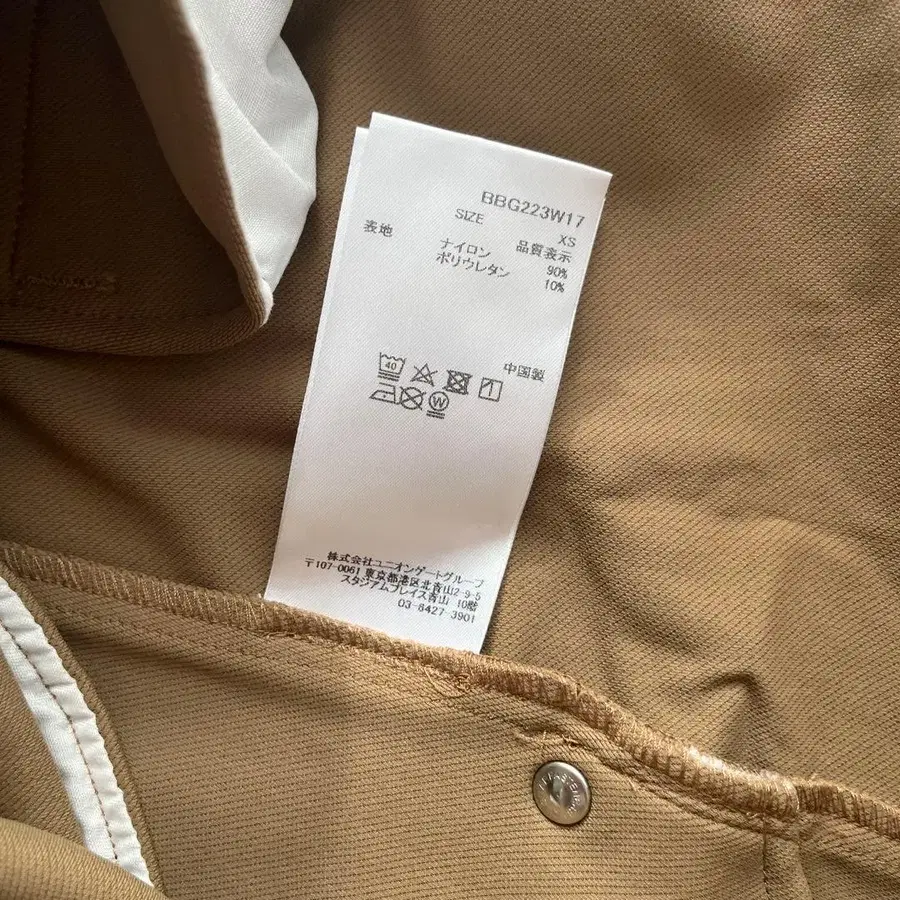 BBG223W17
SIZE XS
品質表示
表地 ナイロン 90%
ポリウレタン 10%
40
W
中国製
株式会社ユニオンゲートグループ
〒107-0061 東京都港区北青山2-9-5
スタジアムプレイス青山 10階
03-6427-3901